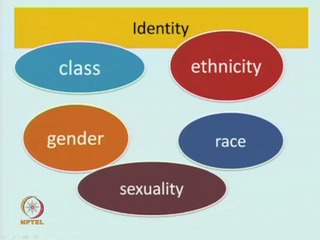 Identity
class
ethnicity
gender
race
sexuality
NPTEL